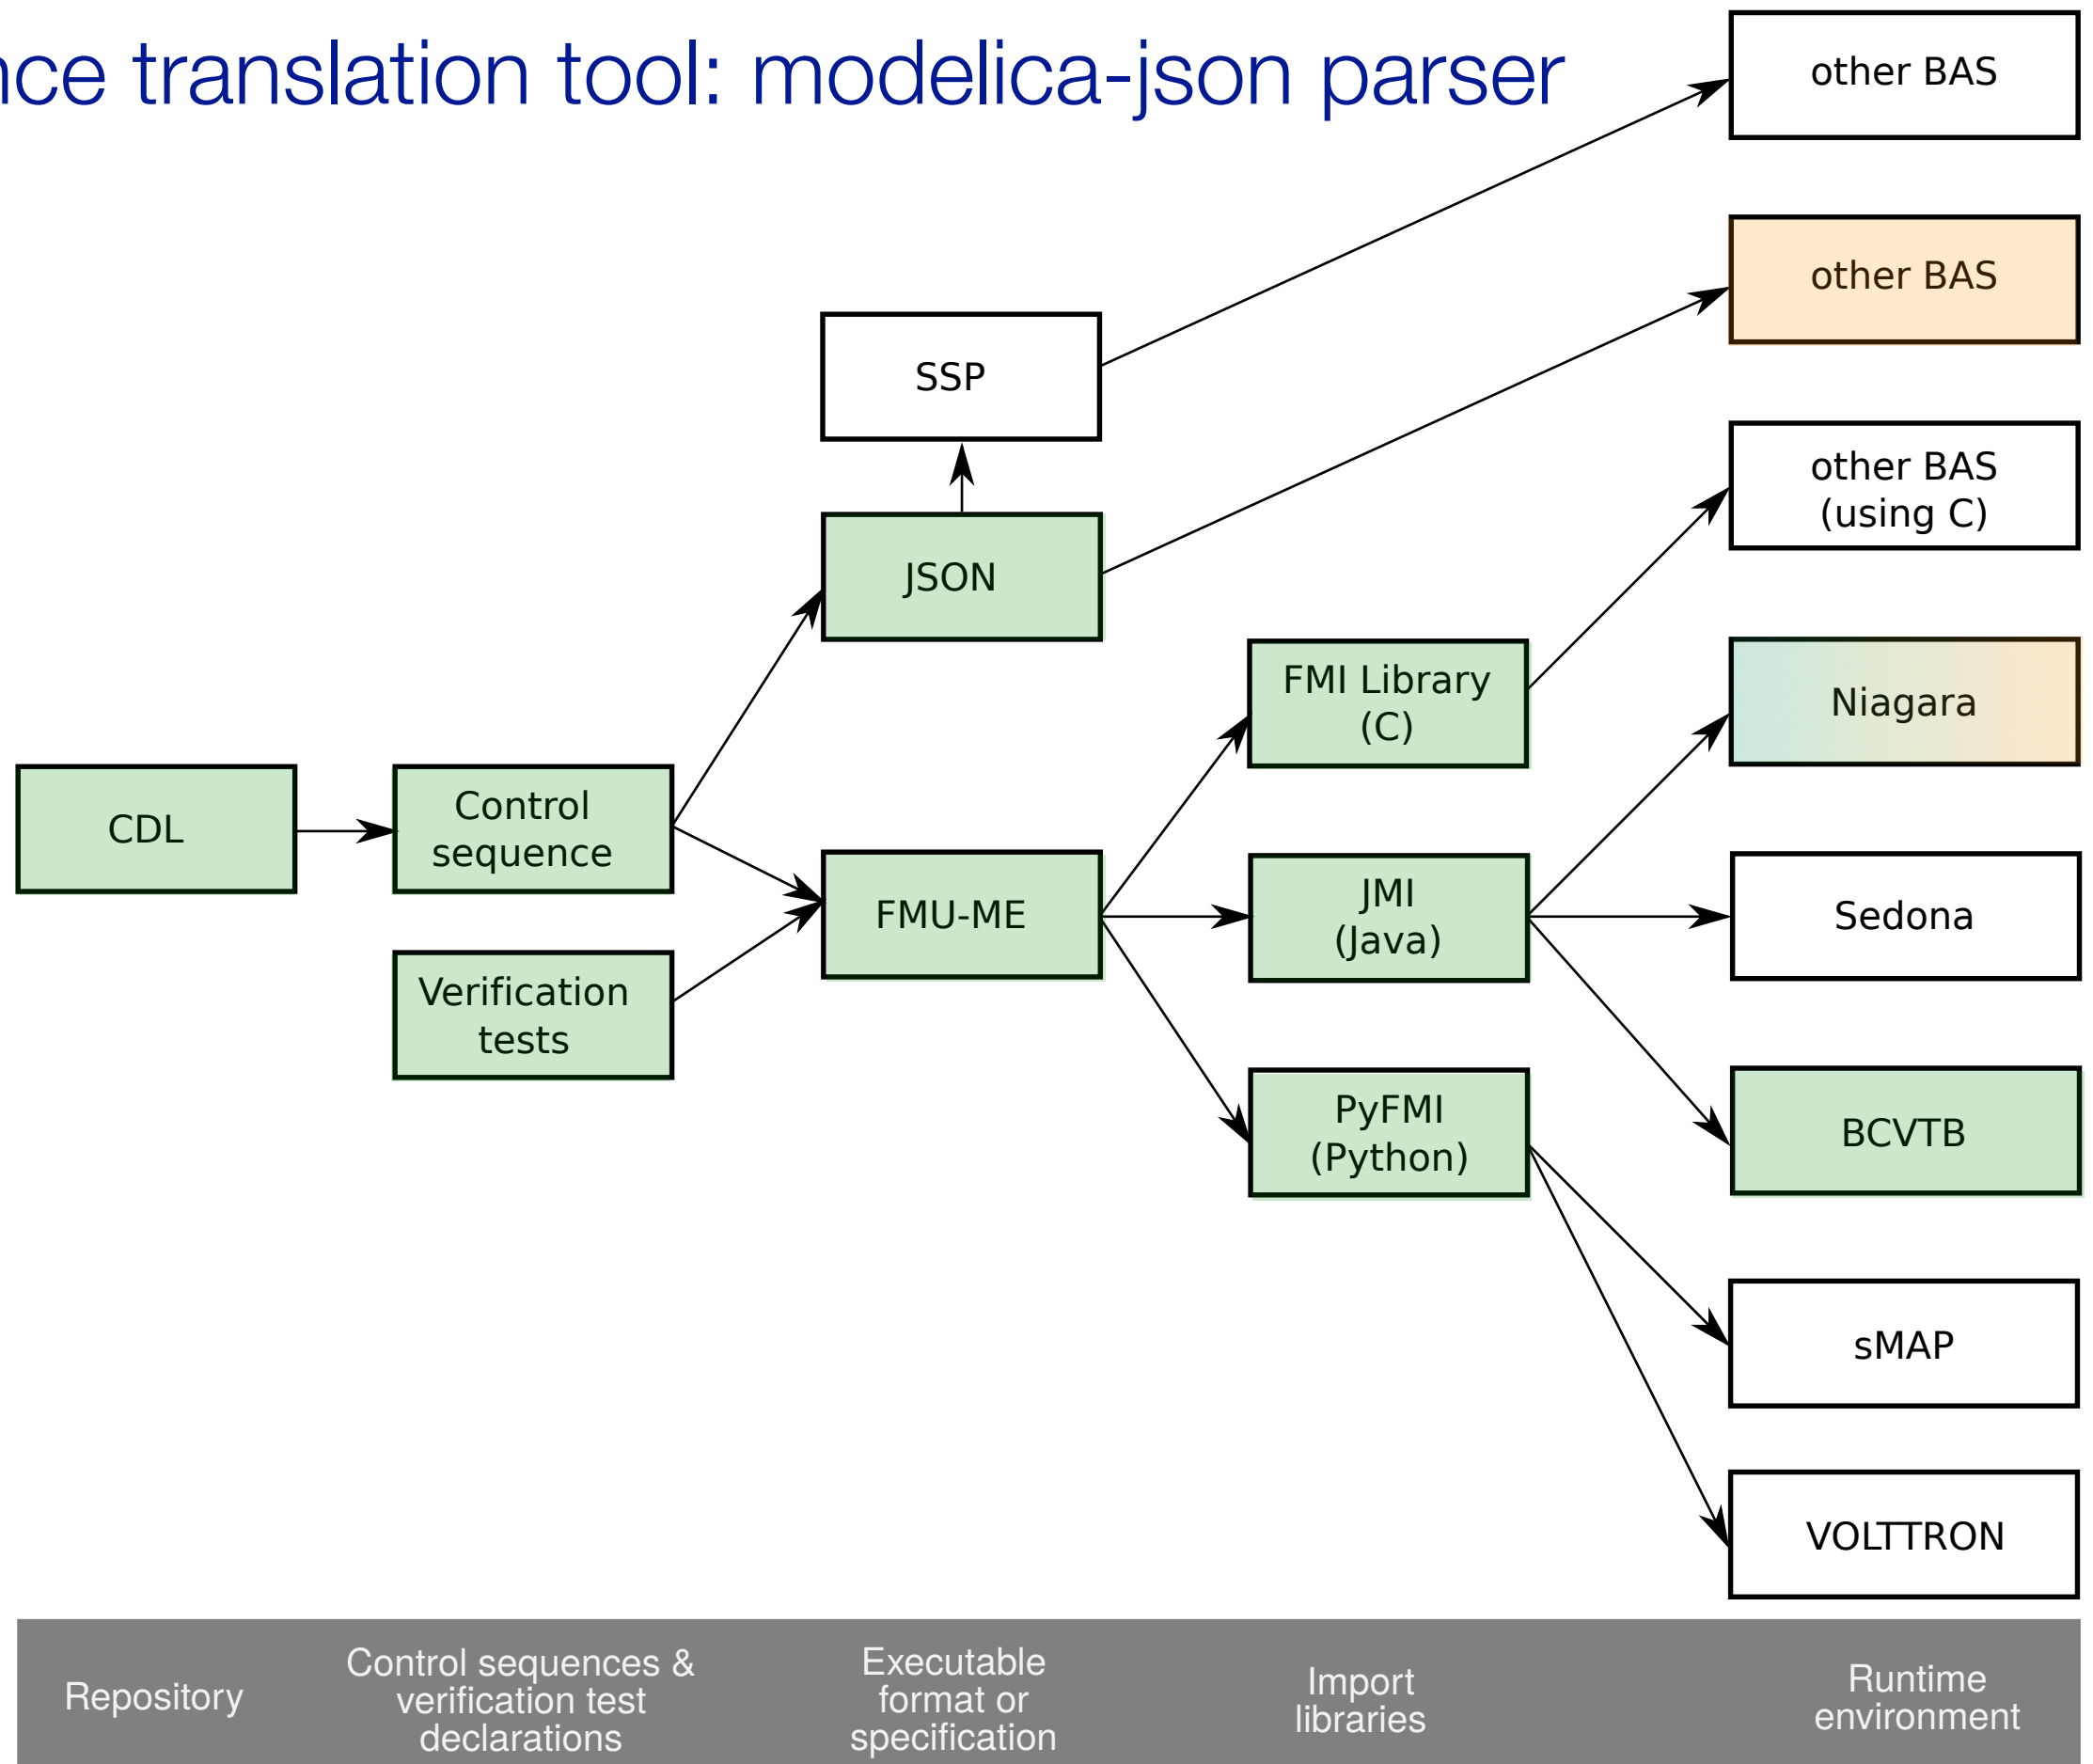 translation tool: modelica-json parser
other BAS
other BAS
SSP
other BAS
(using C)
JSON
FMI Library
(C)
Niagara
CDL
Control
sequence
FMU-ME
JMI
(Java)
Sedona
Verification
tests
PyFMI
(Python)
BCVTB
sMAP
VOLTTRON
Repository
Control sequences &
verification test
declarations
Executable
format or
specification
Import
libraries
Runtime
environment